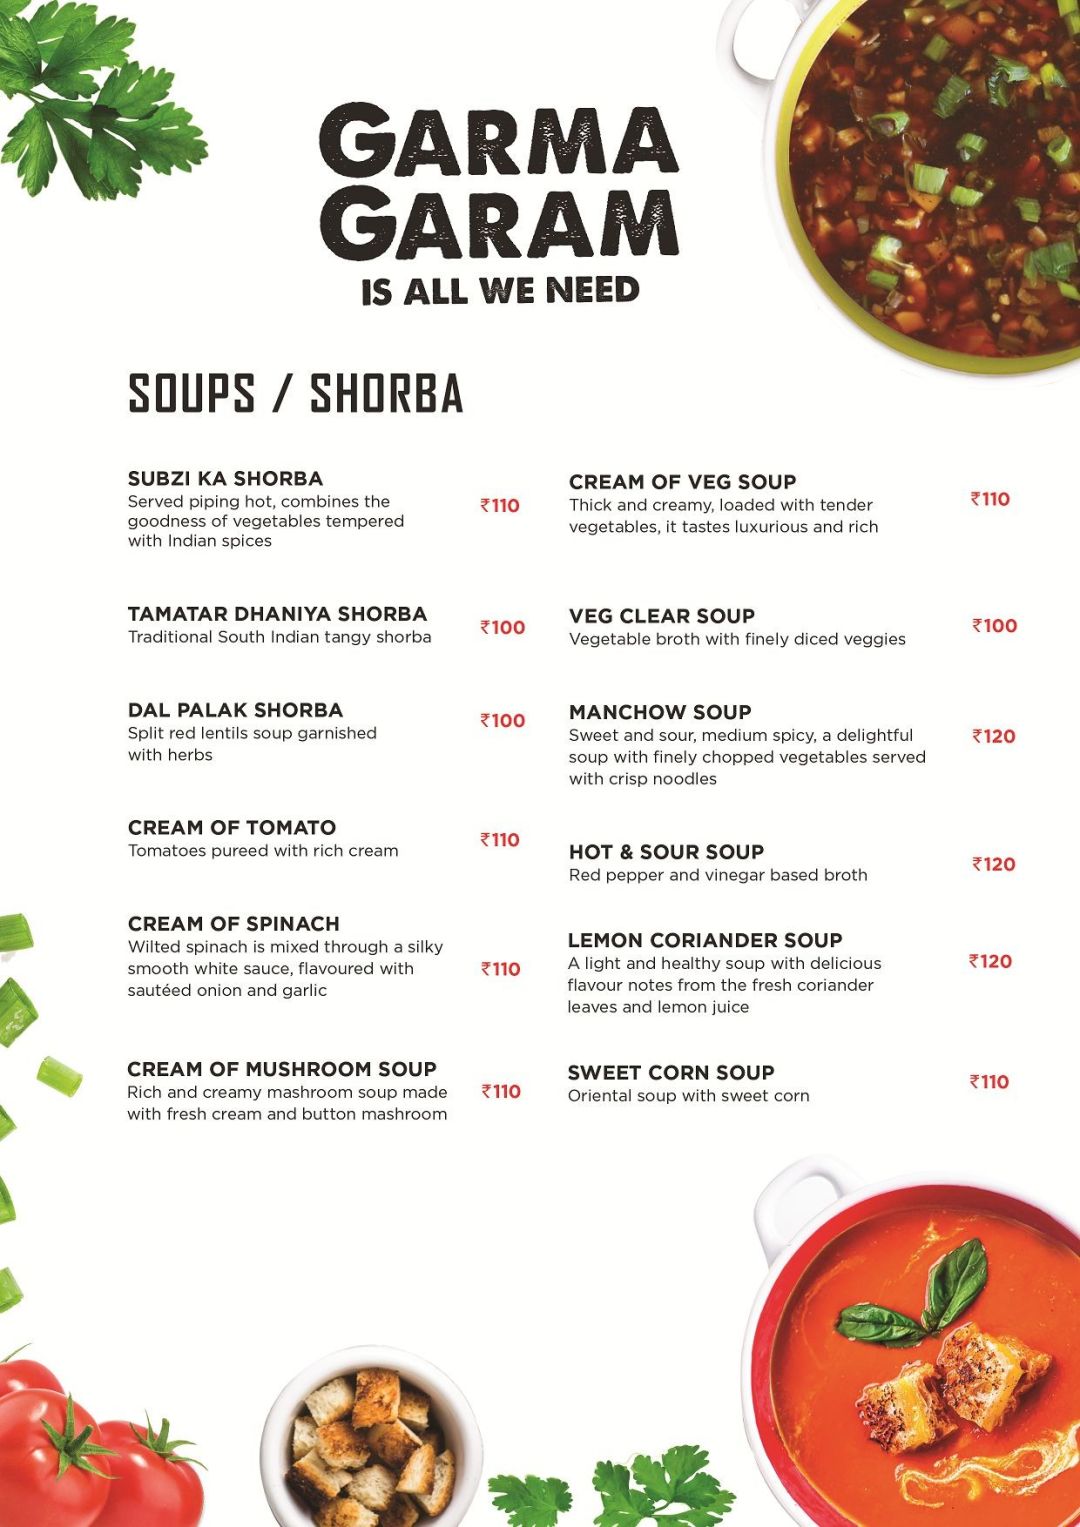 GARMA
GARAM
IS ALL WE NEED
SOUPS / SHORBA
SUBZI KA SHORBA
Served piping hot, combines the
goodness of vegetables tempered
with Indian spices
₹110
TAMATAR DHANIYA SHORBA
Traditional South Indian tangy shorba
₹100
DAL PALAK SHORBA
Split red lentils soup garnished
with herbs
₹100
CREAM OF TOMATO
Tomatoes pureed with rich cream
₹110
CREAM OF SPINACH
Wilted spinach is mixed through a silky
smooth white sauce, flavoured with
sautéed onion and garlic
₹110
CREAM OF MUSHROOM SOUP
Rich and creamy mashroom soup made
with fresh cream and button mashroom
₹110
CREAM OF VEG SOUP
Thick and creamy, loaded with tender
vegetables, it tastes luxurious and rich
₹110
VEG CLEAR SOUP
Vegetable broth with finely diced veggies
₹100
MANCHOW SOUP
Sweet and sour, medium spicy, a delightful
soup with finely chopped vegetables served
with crisp noodles
₹120
HOT & SOUR SOUP
Red pepper and vinegar based broth
₹120
LEMON CORIANDER SOUP
A light and healthy soup with delicious
flavour notes from the fresh coriander
leaves and lemon juice
₹120
SWEET CORN SOUP
Oriental soup with sweet corn
₹110